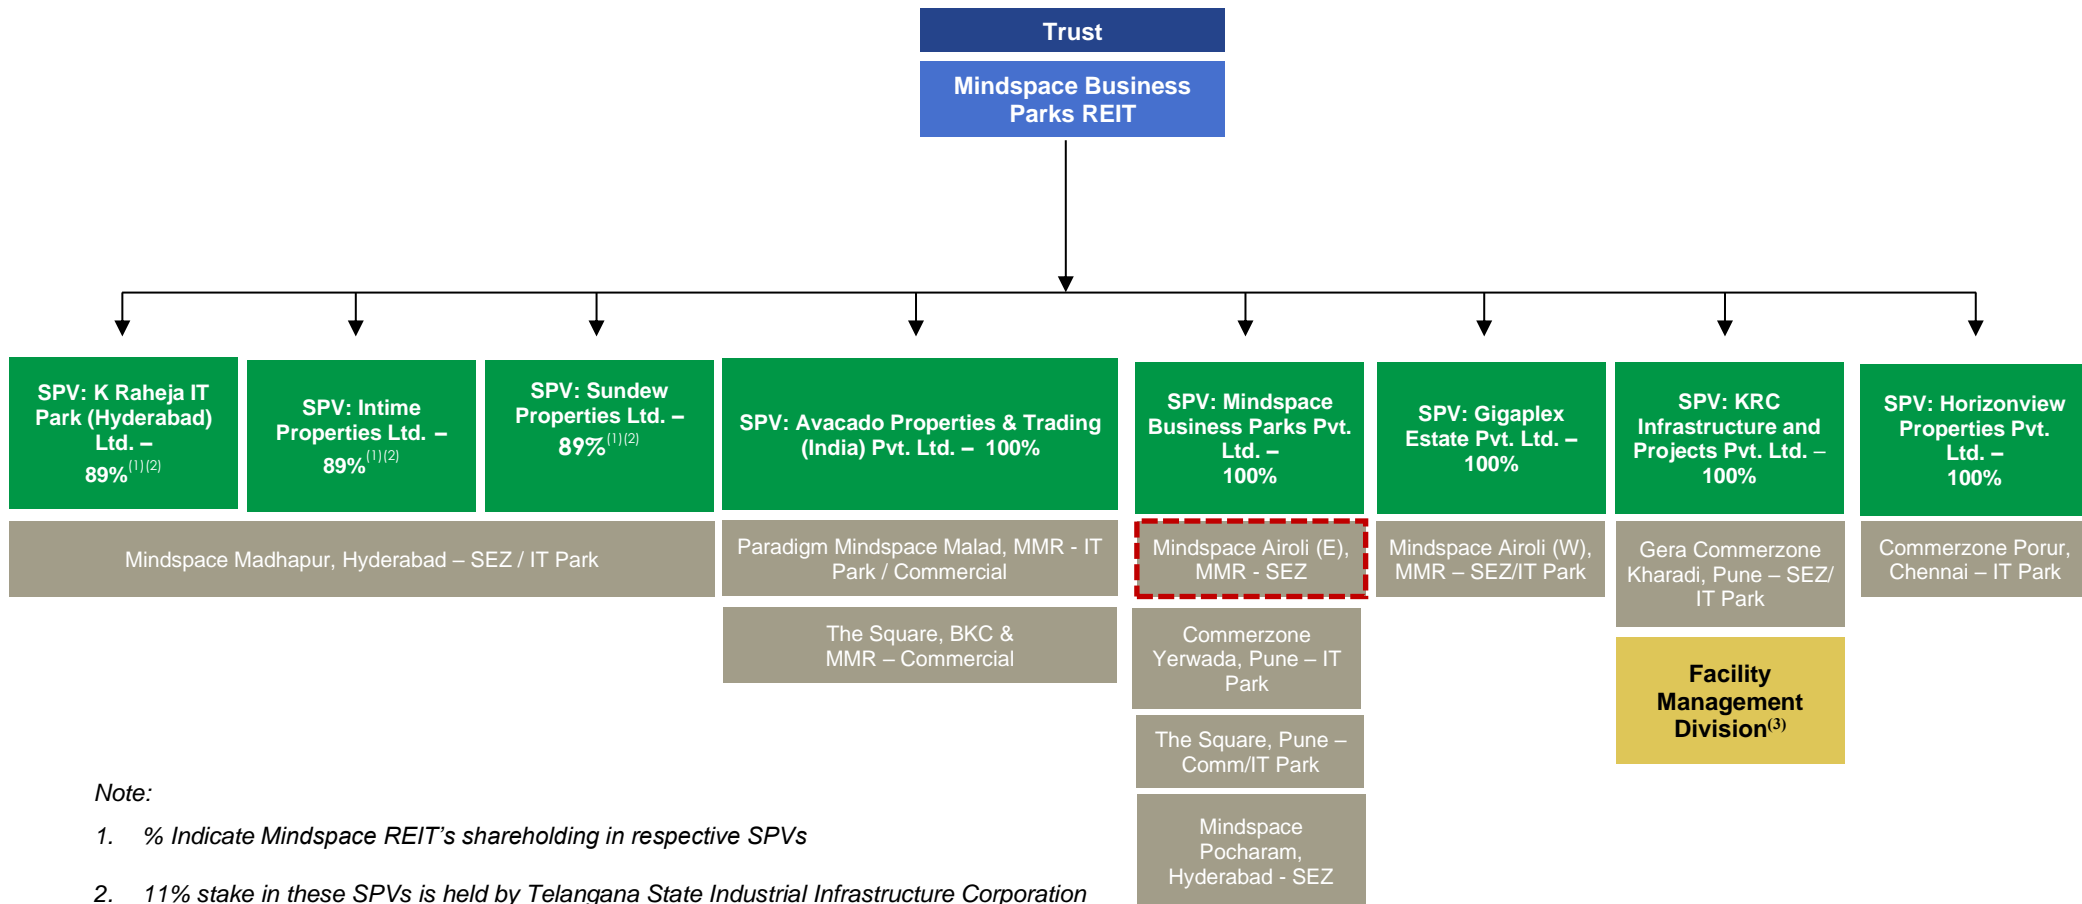 Trust
Mindspace Business
Parks REIT
SPV: K Raheja IT
Park (Hyderabad)
Ltd. –
89%(1)(2)
SPV: Intime
Properties Ltd. –
89%(1)(2)
SPV: Sundew
Properties Ltd. –
89%(1)(2)
SPV: Avacado Properties & Trading
(India) Pvt. Ltd. – 100%
SPV: Mindspace
Business Parks Pvt.
Ltd. –
100%
SPV: Gigaplex
Estate Pvt. Ltd. –
100%
SPV: KRC
Infrastructure and
Projects Pvt. Ltd. –
100%
SPV: Horizonview
Properties Pvt.
Ltd. –
100%
Mindspace Madhapur, Hyderabad – SEZ / IT Park
Paradigm Mindspace Malad, MMR - IT
Park / Commercial
Mindspace Airoli (E),
MMR - SEZ
Mindspace Airoli (W),
MMR – SEZ/IT Park
Gera Commerzone
Kharadi, Pune – SEZ/
IT Park
Commerzone Porur,
Chennai – IT Park
The Square, BKC &
MMR – Commercial
Commerzone
Yerwada, Pune – IT
Park
Facility
Management
Division(3)
The Square, Pune –
Comm/IT Park
Mindspace
Pocharam,
Hyderabad - SEZ
Note:
1. % Indicate Mindspace REIT’s shareholding in respective SPVs
2. 11% stake in these SPVs is held by Telangana State Industrial Infrastructure Corporation